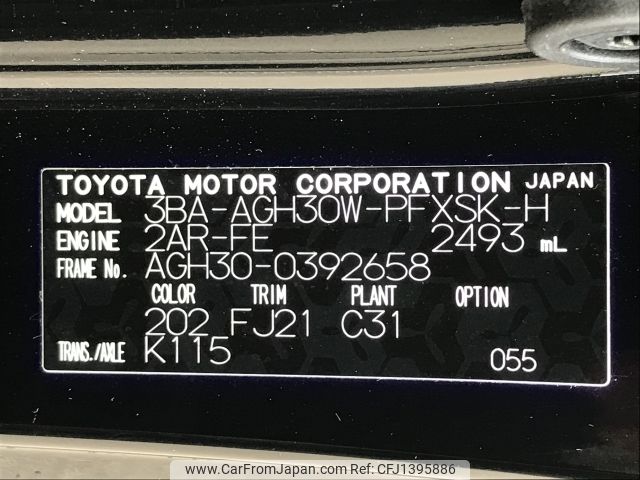 TOYOTA MOTOR CORPORATION JAPAN
MODEL 3BA-AGH30W-PFXSK-H
ENGINE 2AR-FE 2493 mL
FRAME No. AGH30-0392658
COLOR TRIM PLANT OPTION
202 FJ21 C31
TRANS./AXLE K115 055
www.CarFromJapan.com - Ref No: CFJ1395886